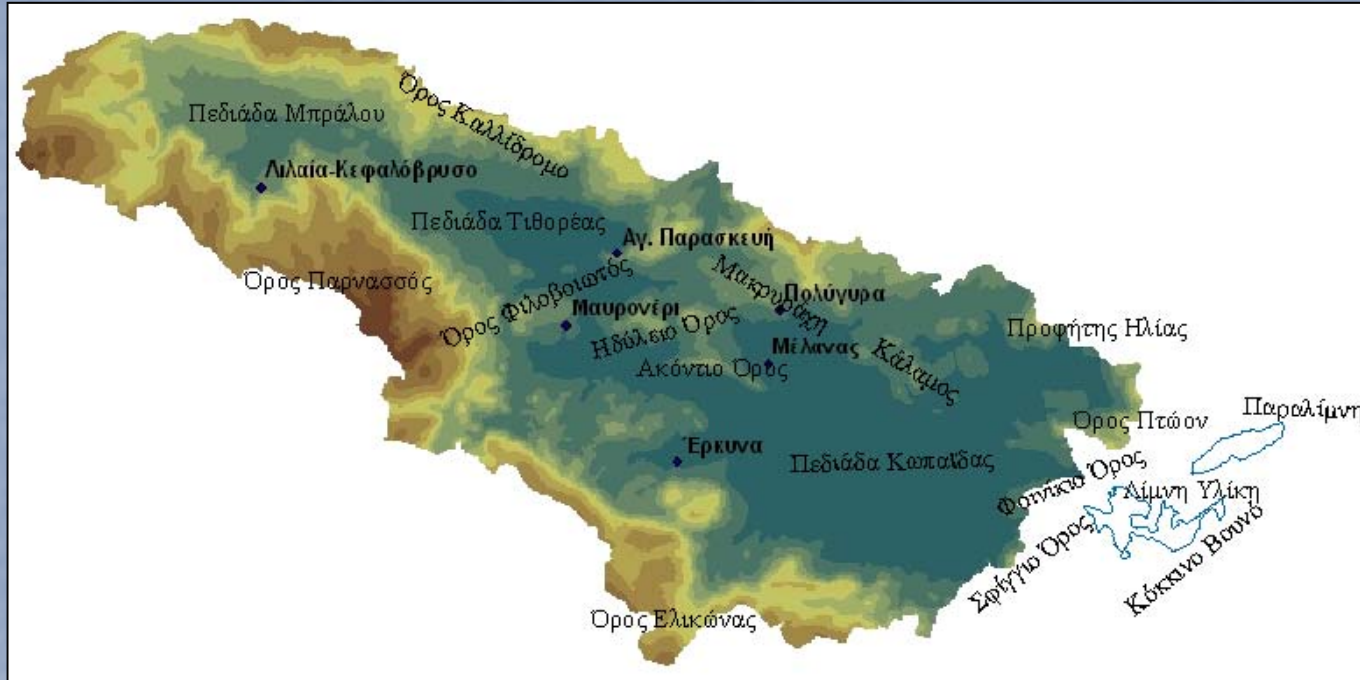 Όρος Καλλίδρομο
Πεδιάδα Μπράλου
Λιλαία-Κεφαλόβρυσο
Πεδιάδα Τιθορέας
Αγ. Παρασκευή
Όρος Παρνασσός
Όρος Φιλοβοιωτός
Μακρυράχη
Πολύγυρα
Μαυρονέρι
Ηδύλειο Όρος
Προφήτης Ηλίας
Μέλανας
Ακόντιο Όρος
Κάλαμος
Παραλίμνη
Όρος Πτώον
Έρκυνα
Πεδιάδα Κωπαΐδας
Φοινίκιο Όρος
Λίμνη Υλίκη
Σφίγγιο Όρος
Κόκκινο Βουνό
Όρος Ελικώνας